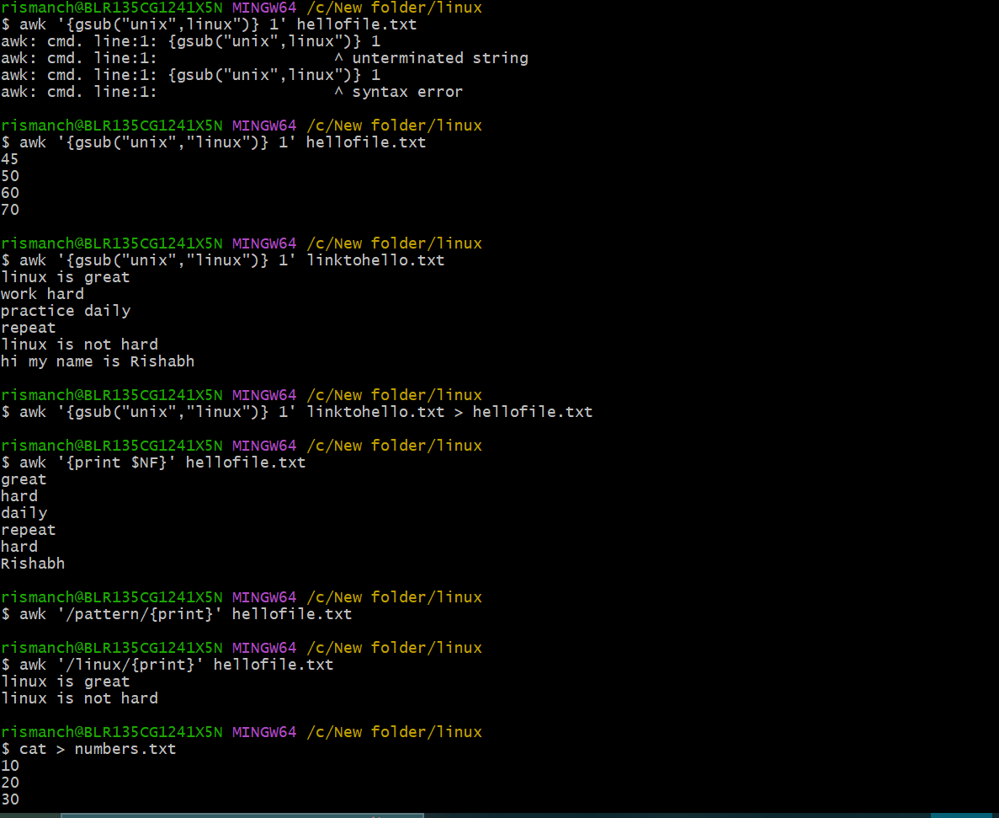 rismanch@BLR135CG1241X5N MINGW64 /c/New folder/linux
$ awk '{gsub("unix",linux")} 1' hellofile.txt
awk: cmd. line:1: {gsub("unix",linux")} 1
awk: cmd. line:1:                   ^ unterminated string
awk: cmd. line:1: {gsub("unix",linux")} 1
awk: cmd. line:1:                   ^ syntax error

rismanch@BLR135CG1241X5N MINGW64 /c/New folder/linux
$ awk '{gsub("unix","linux")} 1' hellofile.txt
45
50
60
70

rismanch@BLR135CG1241X5N MINGW64 /c/New folder/linux
$ awk '{gsub("unix","linux")} 1' linktohello.txt
linux is great
work hard
practice daily
repeat
linux is not hard
hi my name is Rishabh

rismanch@BLR135CG1241X5N MINGW64 /c/New folder/linux
$ awk '{gsub("unix","linux")} 1' linktohello.txt > hellofile.txt

rismanch@BLR135CG1241X5N MINGW64 /c/New folder/linux
$ awk '{print $NF}' hellofile.txt
great
hard
daily
repeat
hard
Rishabh

rismanch@BLR135CG1241X5N MINGW64 /c/New folder/linux
$ awk '/pattern/{print}' hellofile.txt

rismanch@BLR135CG1241X5N MINGW64 /c/New folder/linux
$ awk '/linux/{print}' hellofile.txt
linux is great
linux is not hard

rismanch@BLR135CG1241X5N MINGW64 /c/New folder/linux
$ cat > numbers.txt
10
20
30